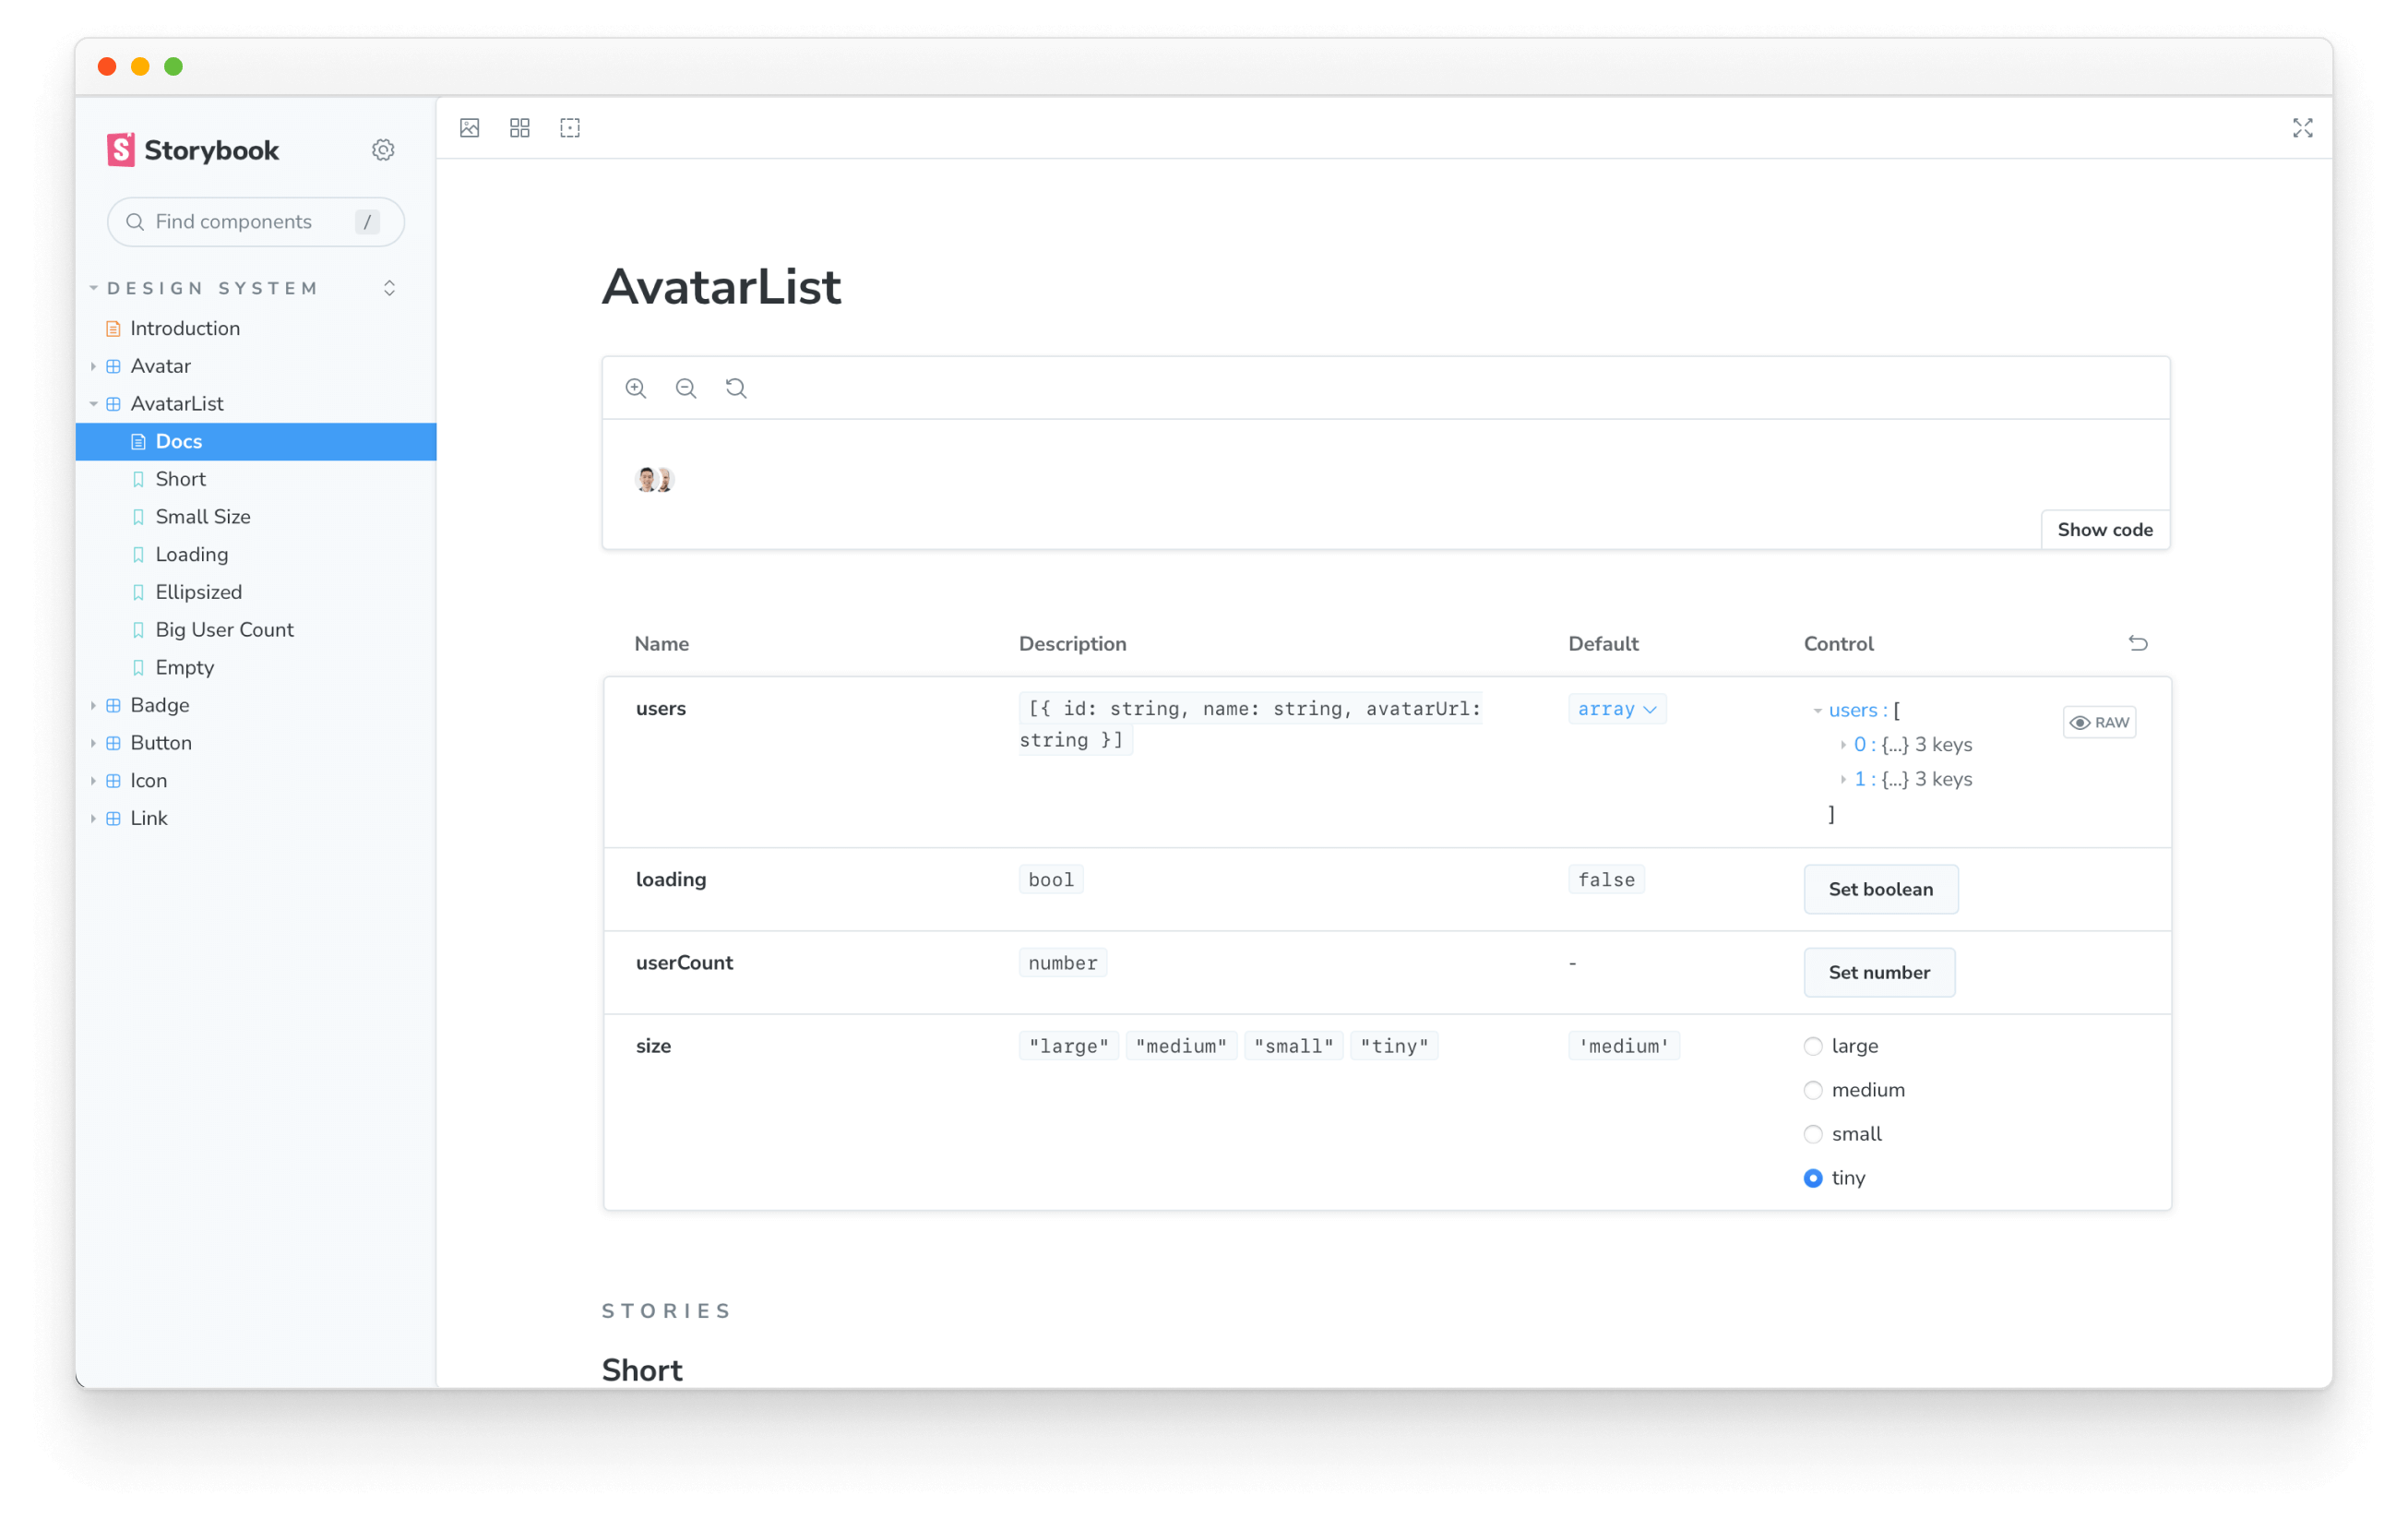 Storybook
Find components /
DESIGN SYSTEM
Introduction
Avatar
AvatarList
Docs
Short
Small Size
Loading
Ellipsized
Big User Count
Empty
Badge
Button
Icon
Link
AvatarList
Show code
Name Description Default Control
users [{ id: string, name: string, avatarUrl: array users : [ RAW
string }] 0 : {...} 3 keys
1 : {...} 3 keys
]
loading bool false Set boolean
userCount number - Set number
size "large" "medium" "small" "tiny" 'medium' large
medium
small
tiny
STORIES
Short